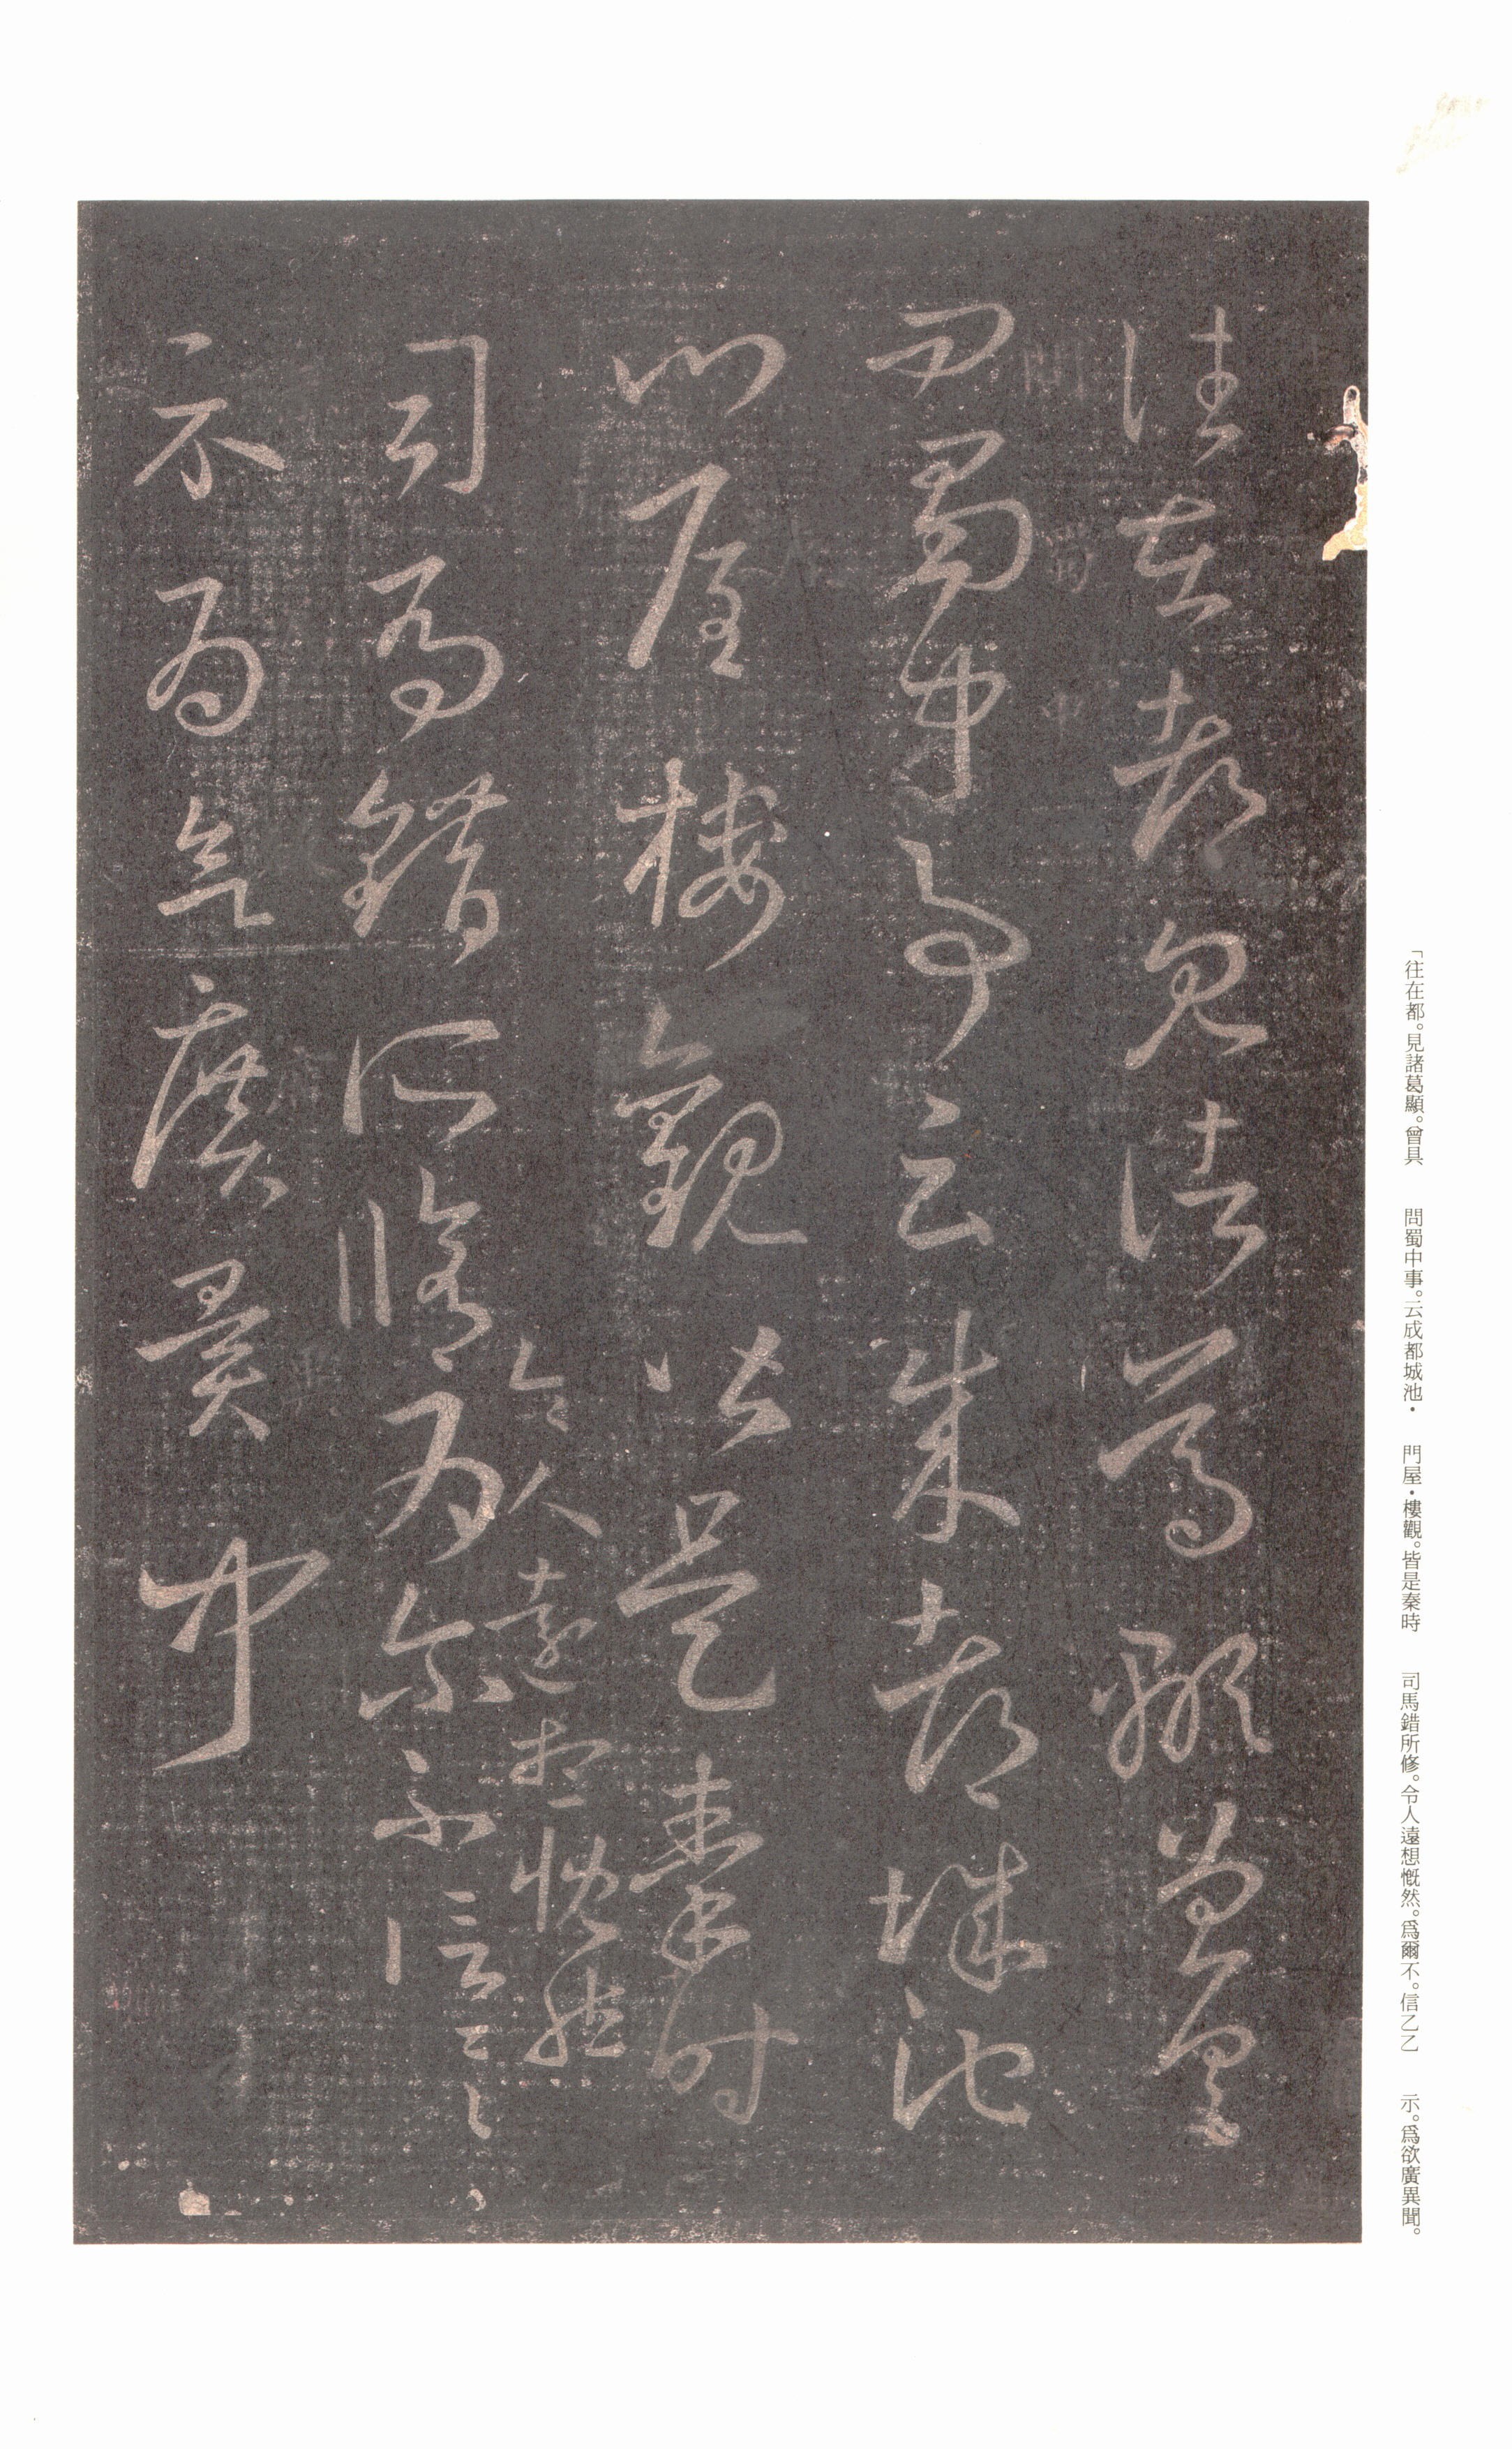 「往在都。見諸葛顯。曾具　問蜀中事。云成都城池・　門屋・樓觀。皆是秦時　司馬錯所修。令人遠想慨然。爲爾不。信乙乙　示。爲欲廣異聞。
往在都見諸葛顒曾具
問蜀中事云成都城池
門屋樓觀皆是秦時
司馬錯所脩令人遠想慨然為爾不信一一
示為欲廣異聞